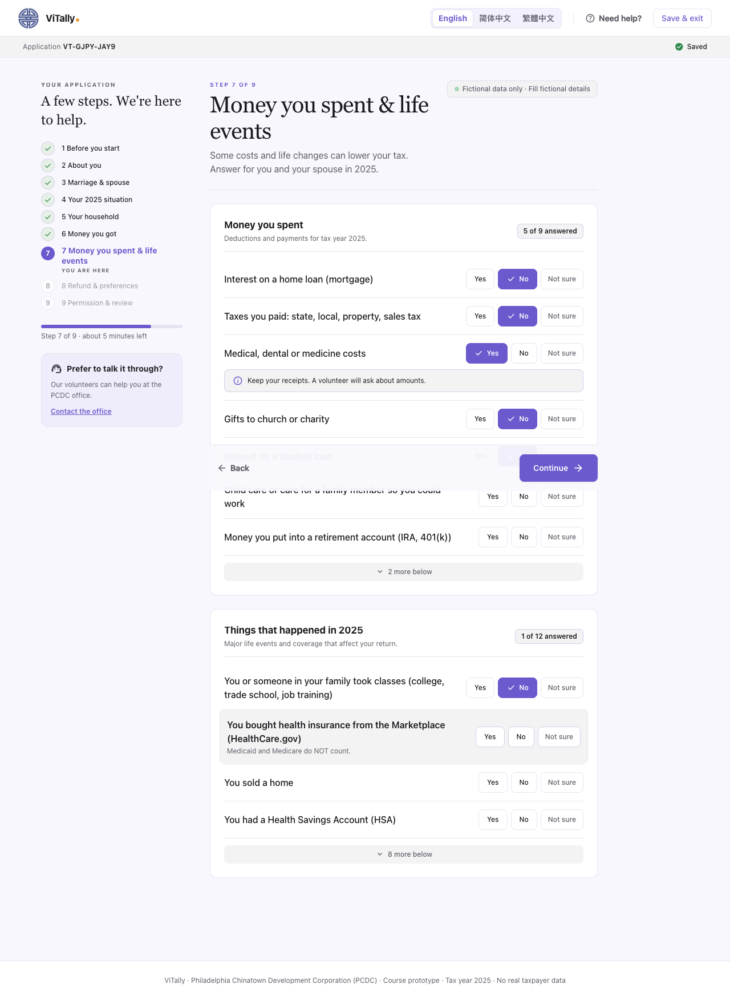 ViTally
English
简体中文
繁體中文
Need help?
Save & exit
Application VT-GJPY-JAY9
Saved
YOUR APPLICATION
A few steps. We're here
to help.
1 Before you start
2 About you
3 Marriage & spouse
4 Your 2025 situation
5 Your household
6 Money you got
7
7 Money you spent & life
events
YOU ARE HERE
8
8 Refund & preferences
9
9 Permission & review
Step 7 of 9 · about 5 minutes left
Prefer to talk it through?
Our volunteers can help you at the
PCDC office.
Contact the office
STEP 7 OF 9
Fictional data only · Fill fictional details
Money you spent & life
events
Some costs and life changes can lower your tax.
Answer for you and your spouse in 2025.
Money you spent
Deductions and payments for tax year 2025.
5 of 9 answered
Interest on a home loan (mortgage)
Yes
No
Not sure
Taxes you paid: state, local, property, sales tax
Yes
No
Not sure
Medical, dental or medicine costs
Yes
No
Not sure
Keep your receipts. A volunteer will ask about amounts.
Gifts to church or charity
Yes
No
Not sure
Interest on a student loan
Yes
Back
Continue
Child care or care for a family member so you could
work
Yes
No
Not sure
Money you put into a retirement account (IRA, 401(k))
Yes
No
Not sure
2 more below
Things that happened in 2025
Major life events and coverage that affect your return.
1 of 12 answered
You or someone in your family took classes (college,
trade school, job training)
Yes
No
Not sure
You bought health insurance from the Marketplace
(HealthCare.gov)
Medicaid and Medicare do NOT count.
Yes
No
Not sure
You sold a home
Yes
No
Not sure
You had a Health Savings Account (HSA)
Yes
No
Not sure
8 more below
ViTally · Philadelphia Chinatown Development Corporation (PCDC) · Course prototype · Tax year 2025 · No real taxpayer data